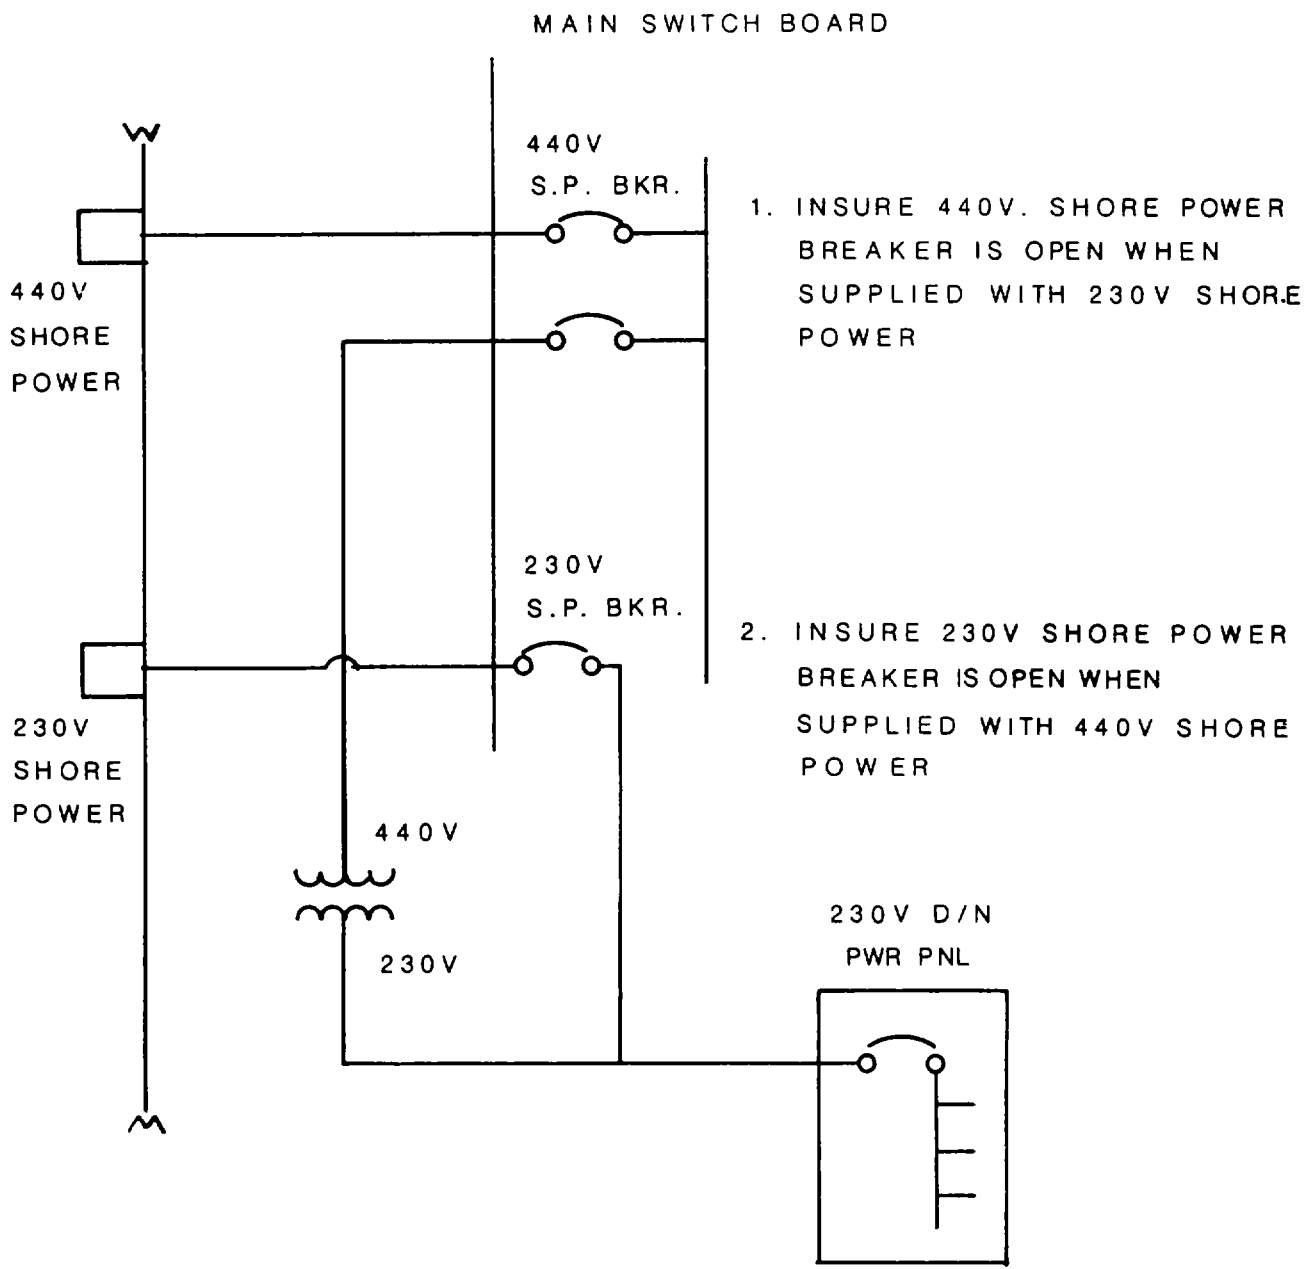 MAIN SWITCH BOARD
440V
S.P. BKR.
1. INSURE 440V. SHORE POWER
BREAKER IS OPEN WHEN
SUPPLIED WITH 230V SHORE
POWER
440V
SHORE
POWER
230V
S.P. BKR.
2. INSURE 230V SHORE POWER
BREAKER IS OPEN WHEN
SUPPLIED WITH 440V SHORE
POWER
230V
SHORE
POWER
440V
230V
230V D/N
PWR PNL